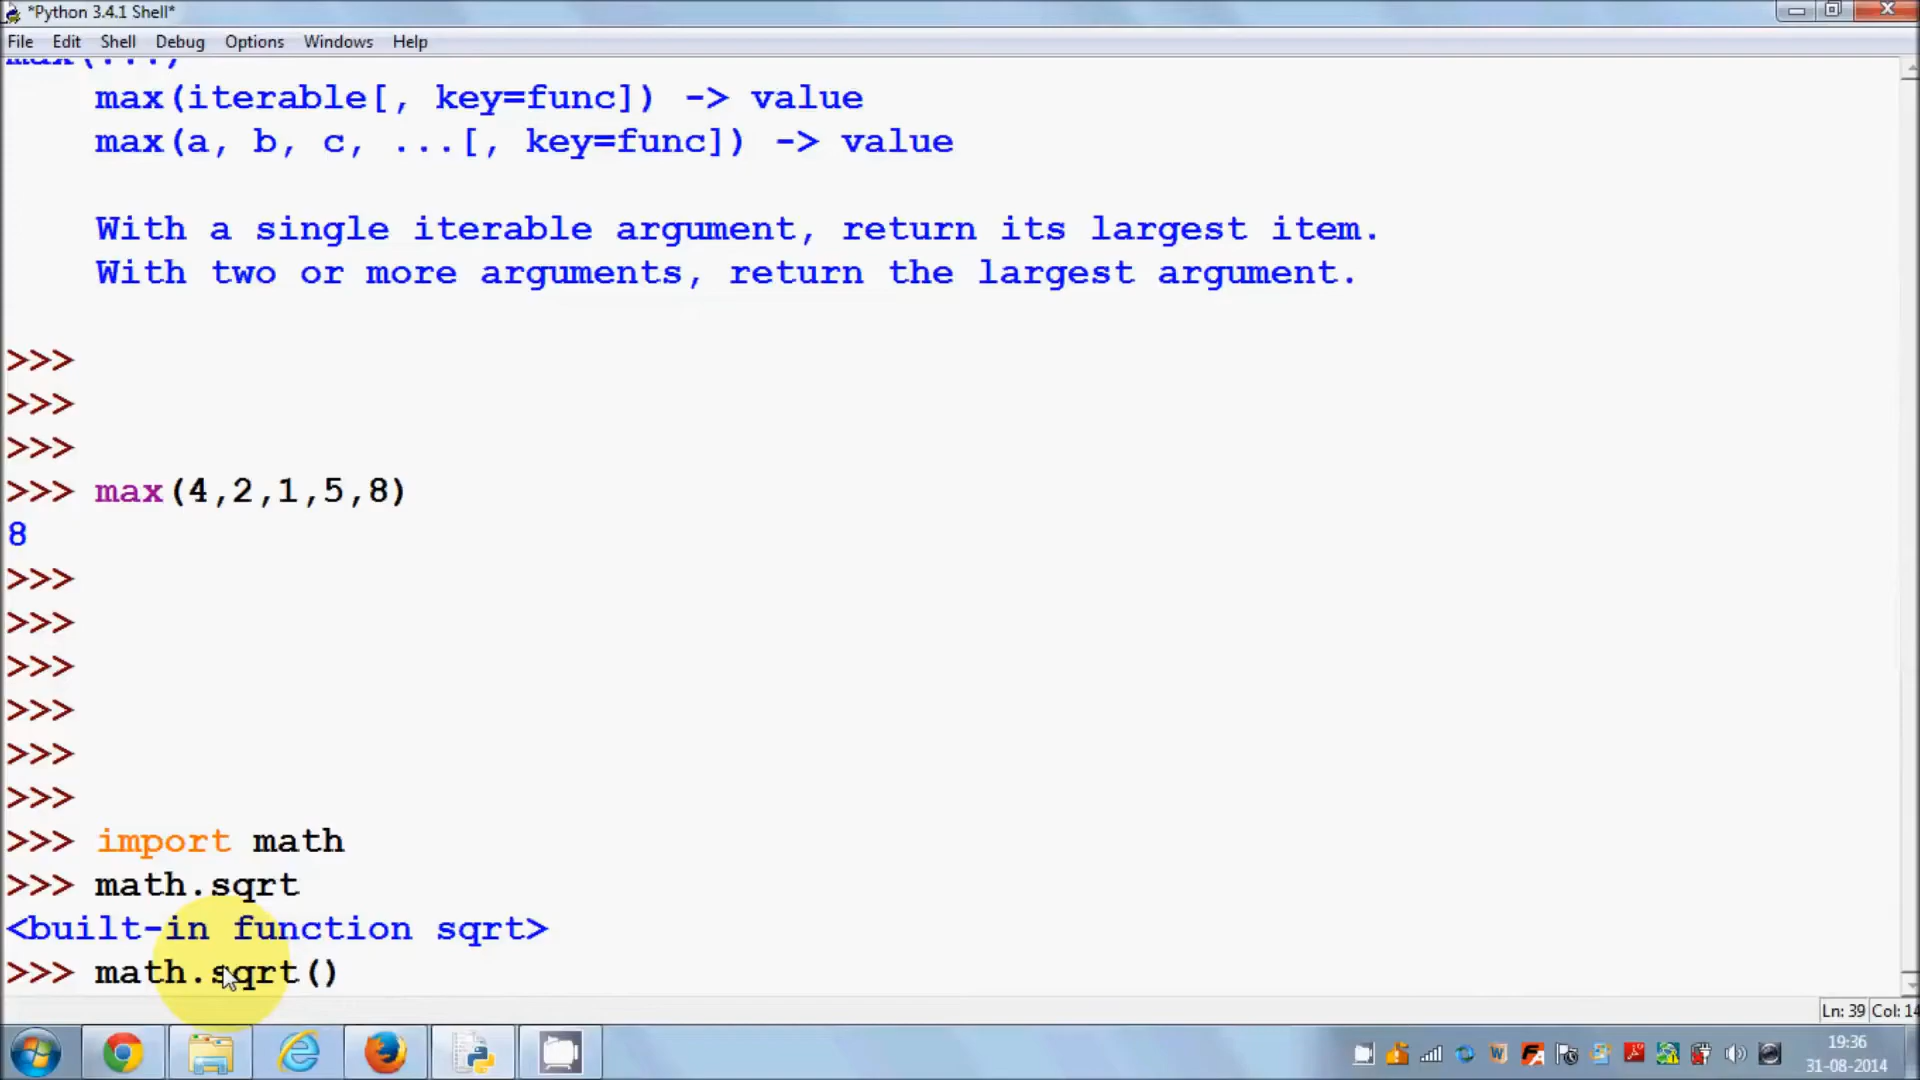 *Python 3.4.1 Shell*
File Edit Shell Debug Options Windows Help
max(...)
max(iterable[, key=func]) -> value
max(a, b, c, ...[, key=func]) -> value
With a single iterable argument, return its largest item.
With two or more arguments, return the largest argument.
>>>
>>>
>>>
>>> max(4,2,1,5,8)
8
>>>
>>>
>>>
>>>
>>>
>>>
>>> import math
>>> math.sqrt
<built-in function sqrt>
>>> math.sqrt()
Ln: 39 Col: 14
19:36
31-08-2014